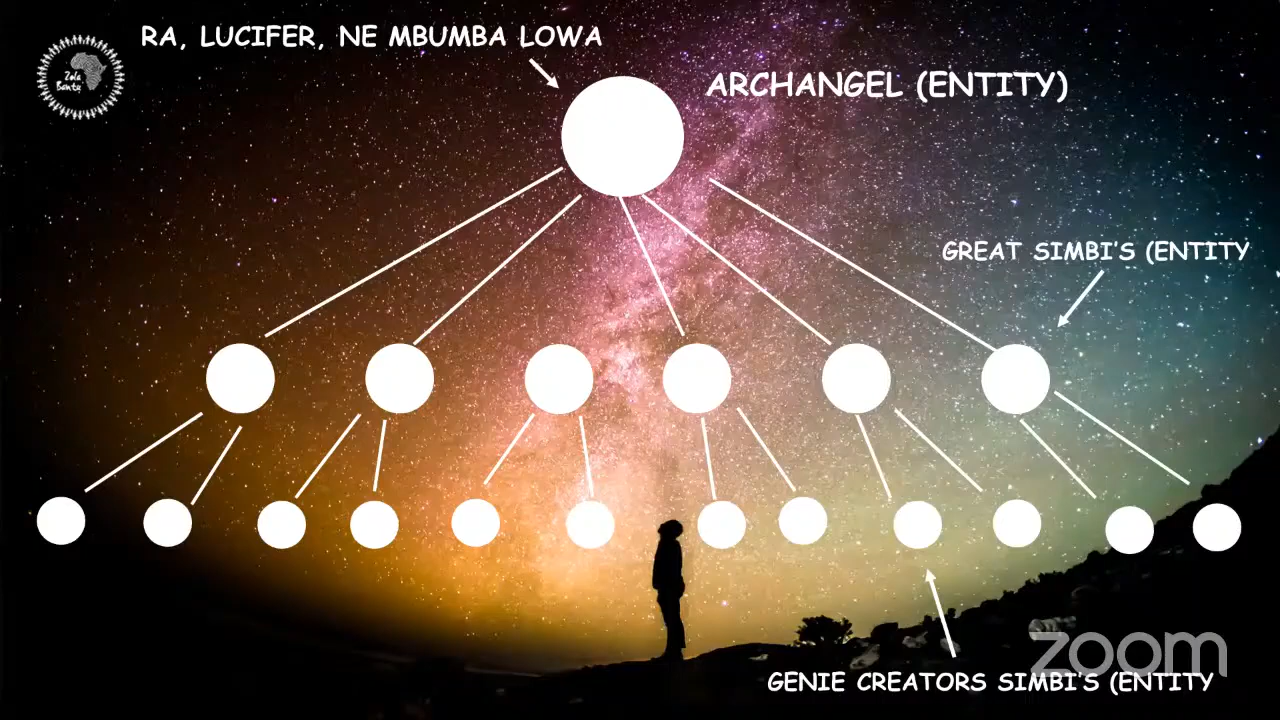 RA, LUCIFER, NE MBUMBA LOWA
Zola
Bantu
ARCHANGEL (ENTITY)
GREAT SIMBI'S (ENTITY
zoom
GENIE CREATORS SIMBI'S (ENTITY